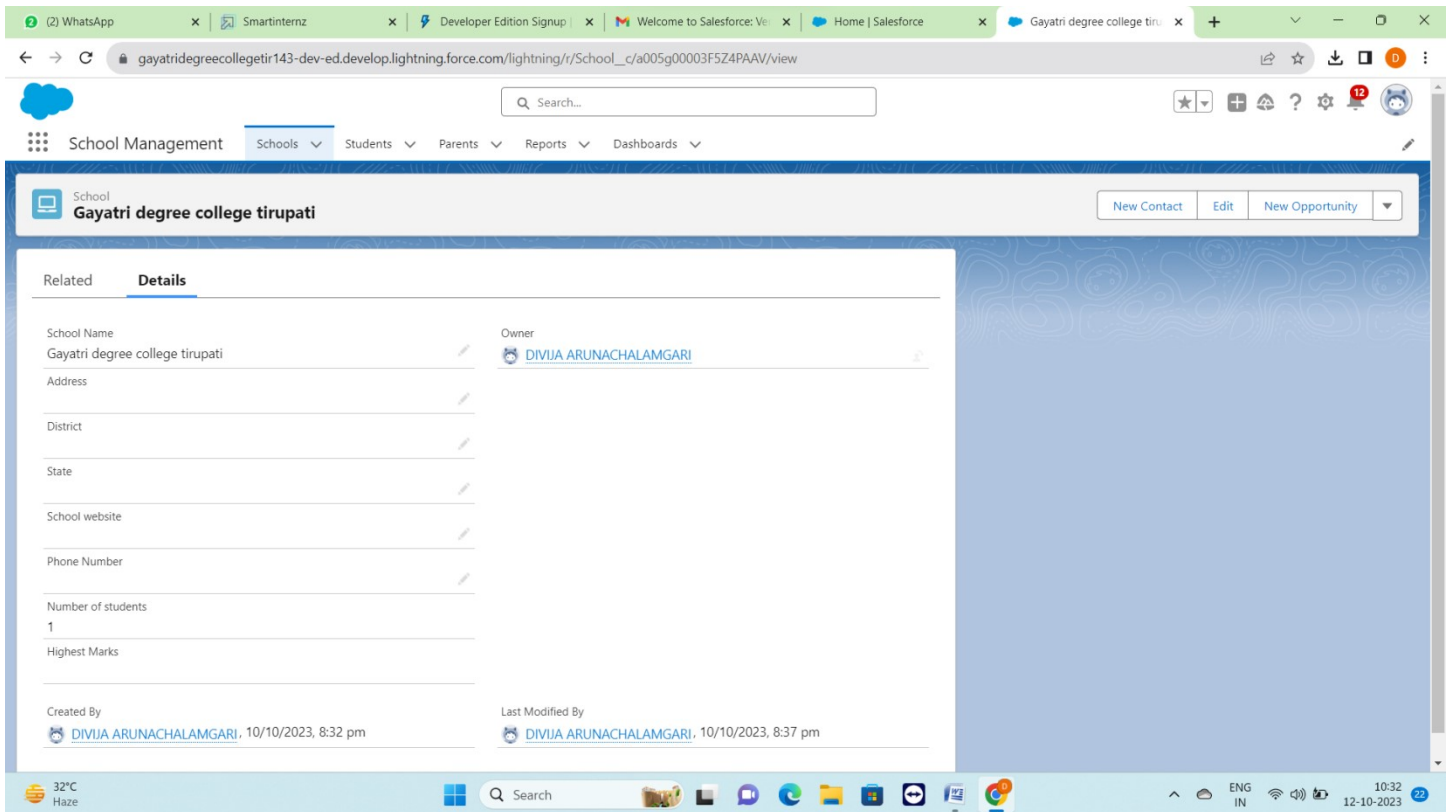 (2) WhatsApp
Smartinternz
Developer Edition Signup |
Welcome to Salesforce: Ve
Home | Salesforce
Gayatri degree college tiru
gayatridegreecollegetir143-dev-ed.develop.lightning.force.com/lightning/r/School__c/a005g00003F5Z4PAAV/view
D
Search...
12
School Management
Schools
Students
Parents
Reports
Dashboards
School
Gayatri degree college tirupati
New Contact
Edit
New Opportunity
Related
Details
School Name
Gayatri degree college tirupati
Owner
DIVIJA ARUNACHALAMGARI
Address
District
State
School website
Phone Number
Number of students
1
Highest Marks
Created By
DIVIJA ARUNACHALAMGARI, 10/10/2023, 8:32 pm
Last Modified By
DIVIJA ARUNACHALAMGARI, 10/10/2023, 8:37 pm
32°C
Haze
Search
ENG
IN
10:32
12-10-2023
22